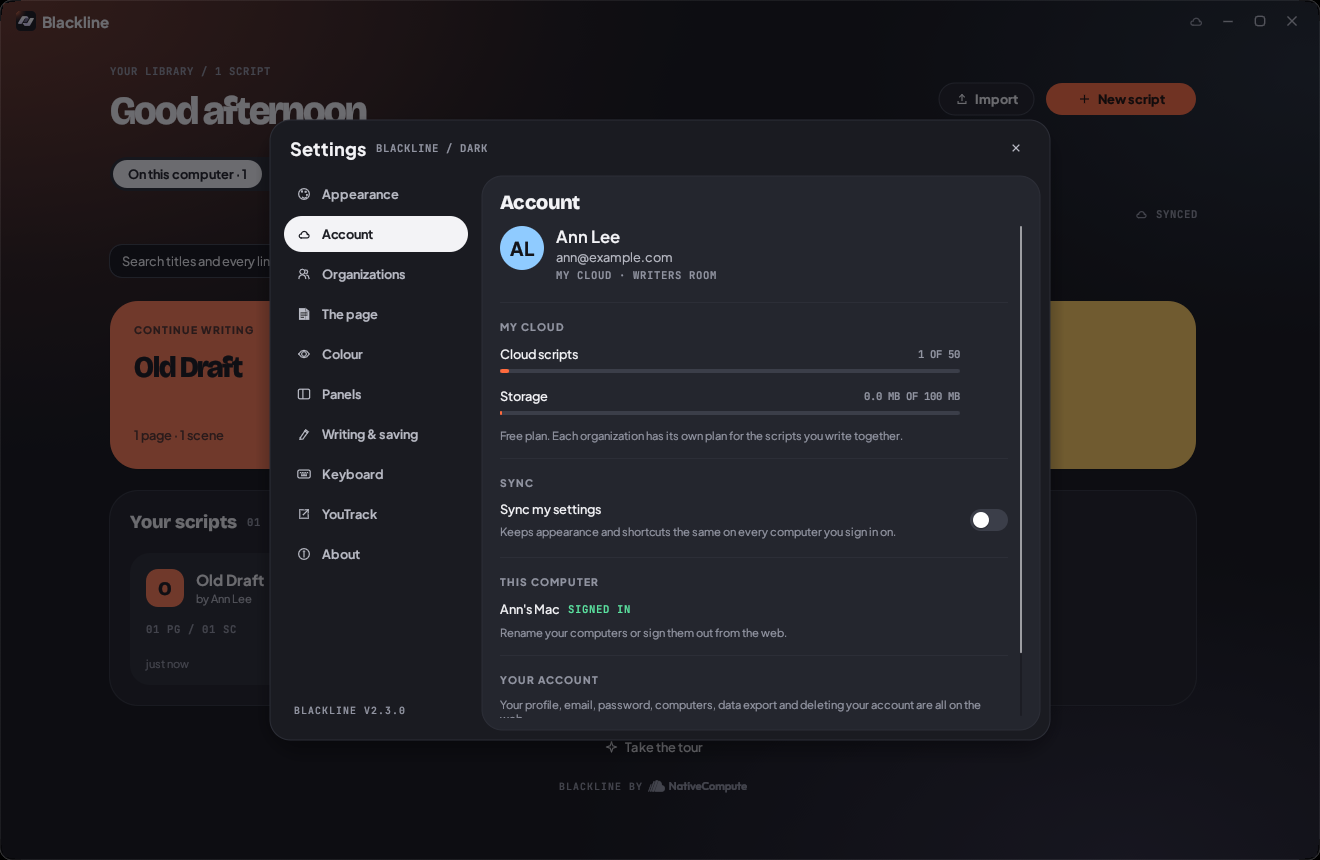 Blackline
YOUR LIBRARY / 1 SCRIPT
Good afternoon
Import
New script
On this computer · 1
SYNCED
Search titles and every lin
CONTINUE WRITING
Old Draft
1 page · 1 scene
Your scripts 01
O
Old Draft
by Ann Lee
01 PG / 01 SC
just now
Settings BLACKLINE / DARK
Appearance
Account
Organizations
The page
Colour
Panels
Writing & saving
Keyboard
YouTrack
About
BLACKLINE V2.3.0
Account
AL
Ann Lee
ann@example.com
MY CLOUD · WRITERS ROOM
MY CLOUD
Cloud scripts 1 OF 50
Storage 0.0 MB OF 100 MB
Free plan. Each organization has its own plan for the scripts you write together.
SYNC
Sync my settings
Keeps appearance and shortcuts the same on every computer you sign in on.
THIS COMPUTER
Ann's Mac SIGNED IN
Rename your computers or sign them out from the web.
YOUR ACCOUNT
Your profile, email, password, computers, data export and deleting your account are all on the
web.
Take the tour
BLACKLINE BY NativeCompute